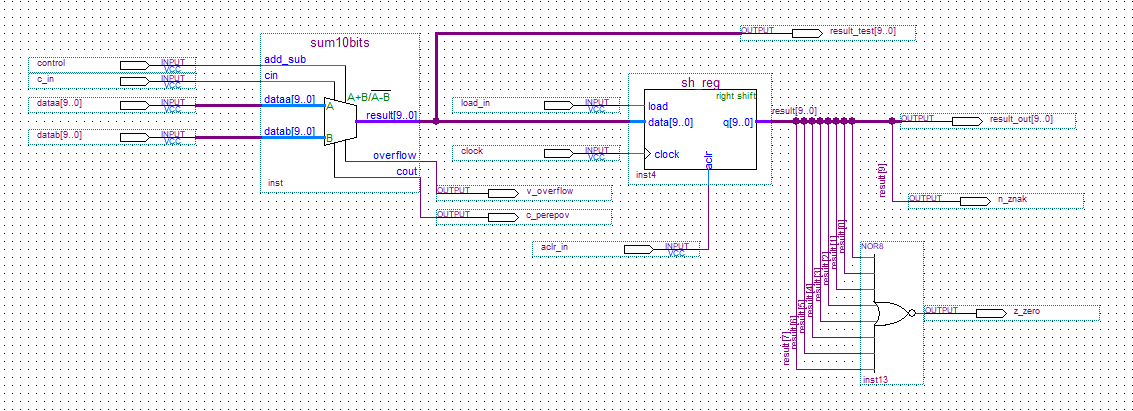 sum10bits
control
INPUT
VCC
add_sub
c_in
INPUT
VCC
cin
A+B/A-B
dataa[9..0]
INPUT
VCC
dataa[9..0]
A
datab[9..0]
INPUT
VCC
datab[9..0]
B
result[9..0]
overflow
cout
inst
OUTPUT
v_overflow
OUTPUT
c_perepov
OUTPUT
result_test[9..0]
sh_reg
right shift
load_in
INPUT
VCC
load
data[9..0]
q[9..0]
clock
INPUT
VCC
clock
aclr
inst4
aclr_in
INPUT
VCC
result[9..0]
OUTPUT
result_out[9..0]
result[9]
OUTPUT
n_znak
result[7]
result[6]
result[5]
result[4]
result[3]
result[2]
result[1]
result[0]
NOR8
OUTPUT
z_zero
inst13